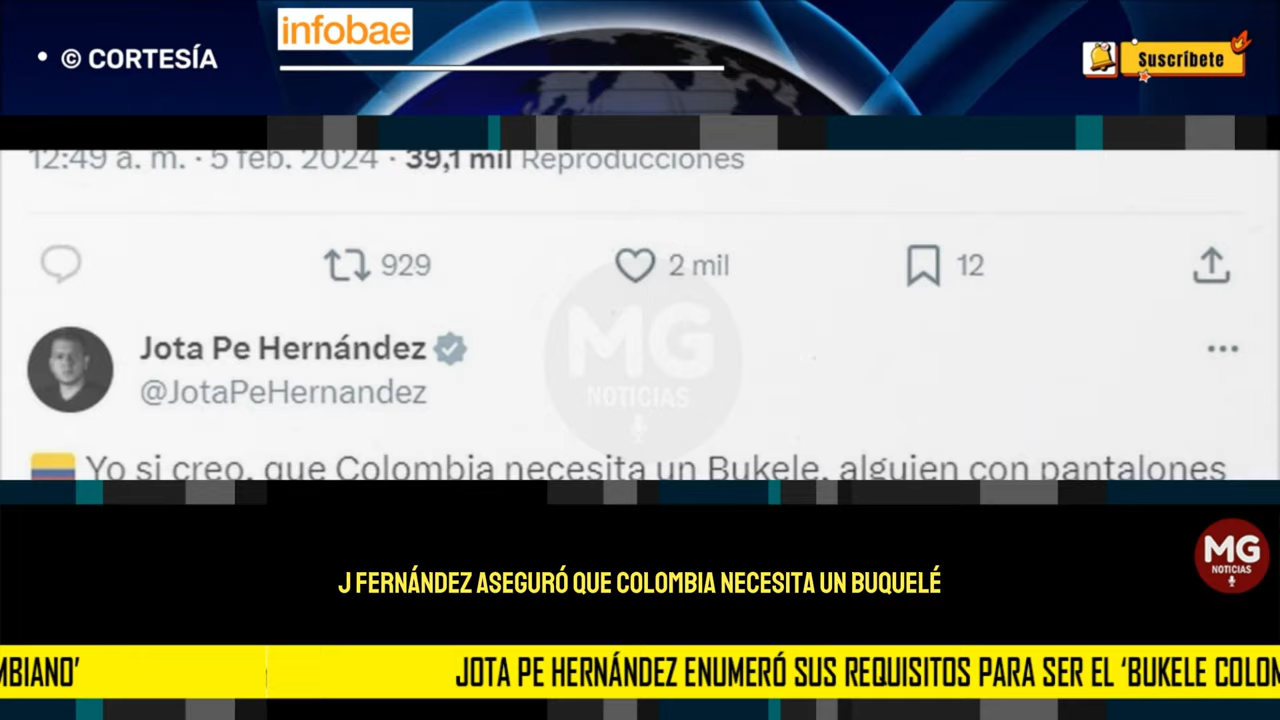 • © CORTESÍA
infobae
Suscríbete
12:49 a. m. · 5 feb. 2024 · 39,1 mil Reproducciones
929
2 mil
12
Jota Pe Hernández
@JotaPeHernandez
MG
NOTICIAS
Yo si creo, que Colombia necesita un Bukele, alguien con pantalones
MG
NOTICIAS
J FERNÁNDEZ ASEGURÓ QUE COLOMBIA NECESITA UN BUQUELÉ
MBIANO’ JOTA PE HERNÁNDEZ ENUMERÓ SUS REQUISITOS PARA SER EL ‘BUKELE COLOM